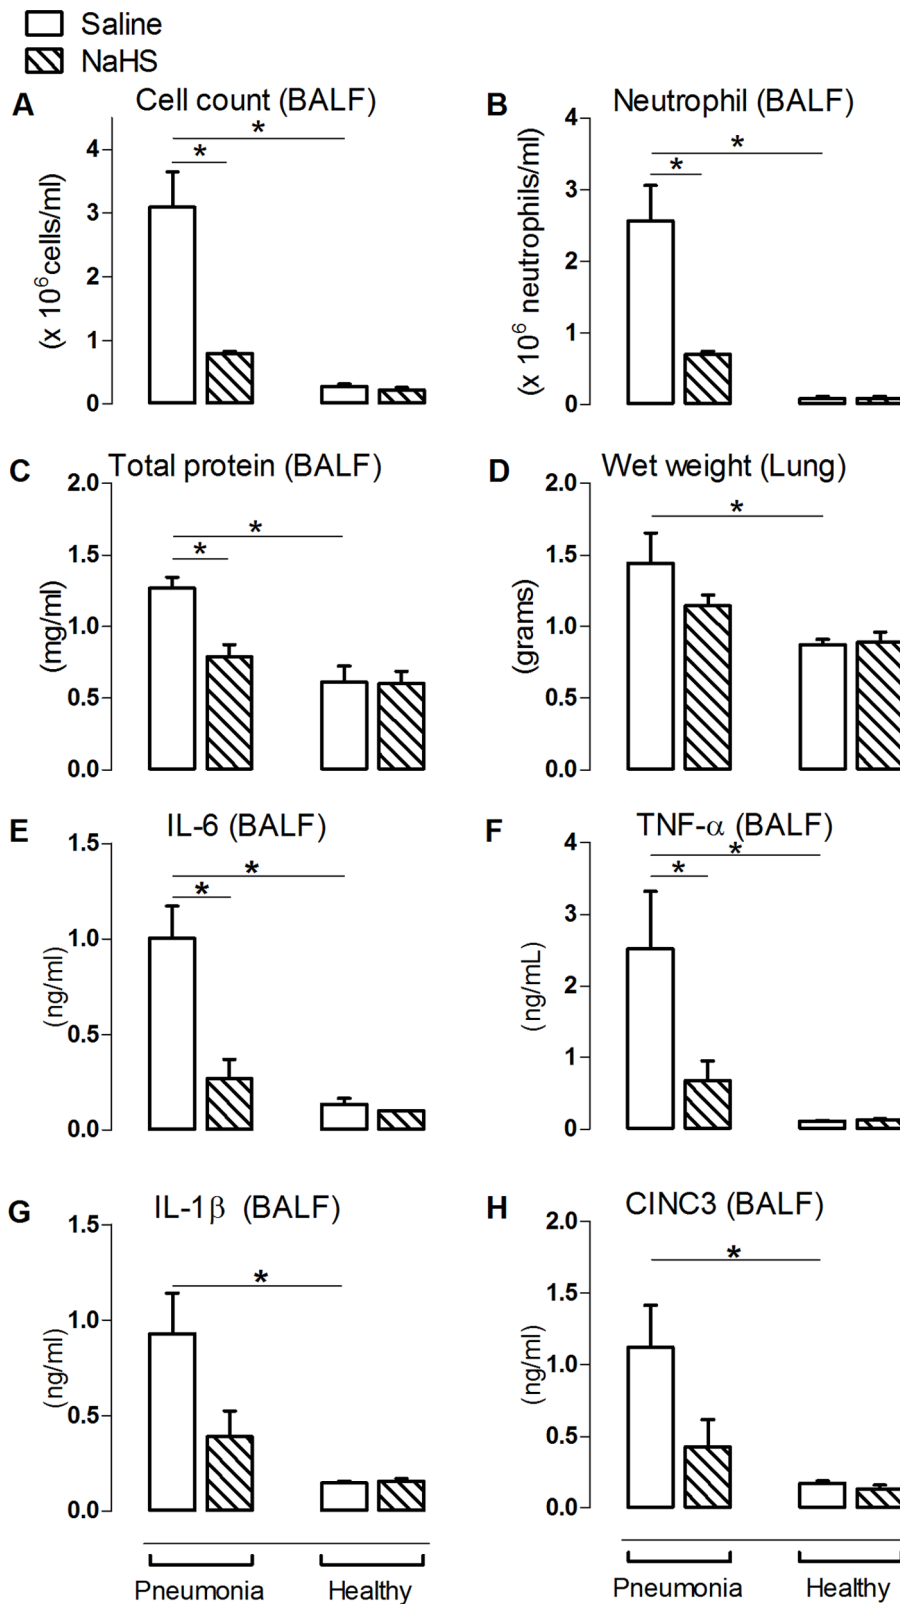 Saline
NaHS
A Cell count (BALF)
*
*
4
3
2
1
0
(x 10⁶cells/ml)
B Neutrophil (BALF)
*
*
4
3
2
1
0
(x 10⁶ neutrophils/ml)
C Total protein (BALF)
*
*
2.0
1.5
1.0
0.5
0.0
(mg/ml)
D Wet weight (Lung)
*
2.0
1.5
1.0
0.5
0.0
(grams)
E IL-6 (BALF)
*
*
1.5
1.0
0.5
0.0
(ng/ml)
F TNF-α (BALF)
*
*
4
3
2
1
0
(ng/mL)
G IL-1β (BALF)
*
1.5
1.0
0.5
0.0
(ng/ml)
H CINC3 (BALF)
*
2.0
1.5
1.0
0.5
0.0
(ng/ml)
Pneumonia Healthy
Pneumonia Healthy